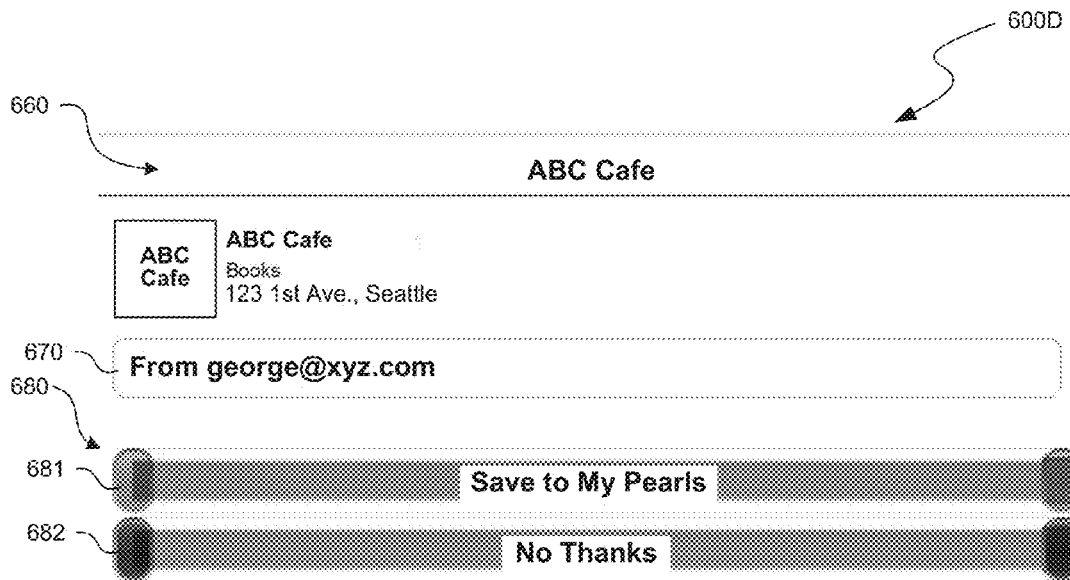 600D
660
ABC Cafe
ABC
Cafe
ABC Cafe
Books
123 1st Ave., Seattle
670
From george@xyz.com
680
681
Save to My Pearls
682
No Thanks